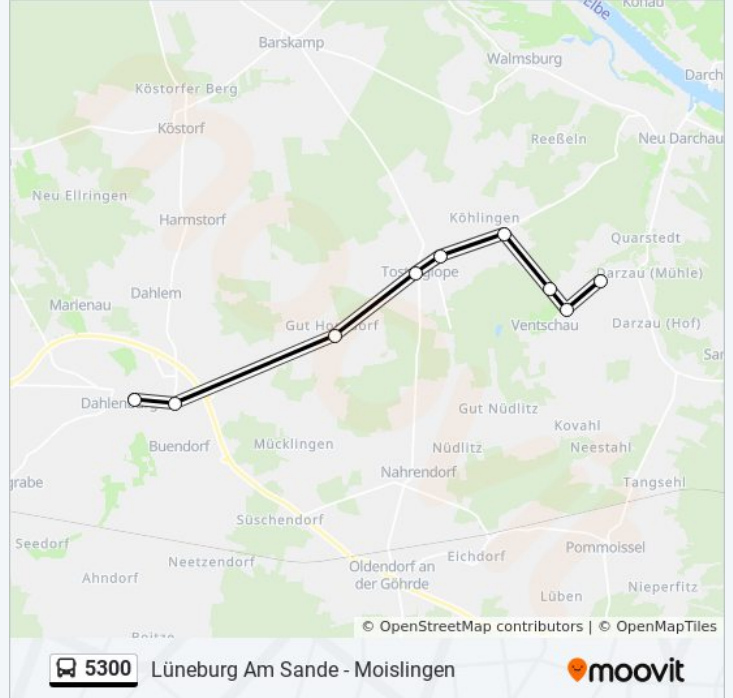 Konau
Elbe
Barskamp
Walmsburg
Darch
Köstorfer Berg
Köstorf
Reeßeln
Neu Darchau
Neu Ellringen
Harmstorf
Köhlingen
Quarstedt
Darzau (Mühle)
Dahlem
Marienau
Ventschau
Darzau (Hof)
Gut Nüdlitz
Kovahl
Buendorf
Mücklingen
Nüdlitz
Neestahl
Nahrendorf
Tangsehl
grabe
Süschendorf
Seedorf
Neetzendorf
Eichdorf
Pommoissel
Ahndorf
Oldendorf an
der Göhrde
Lüben
Nieperfitz
© OpenStreetMap contributors | © OpenMapTiles
5300 Lüneburg Am Sande - Moislingen
moovit